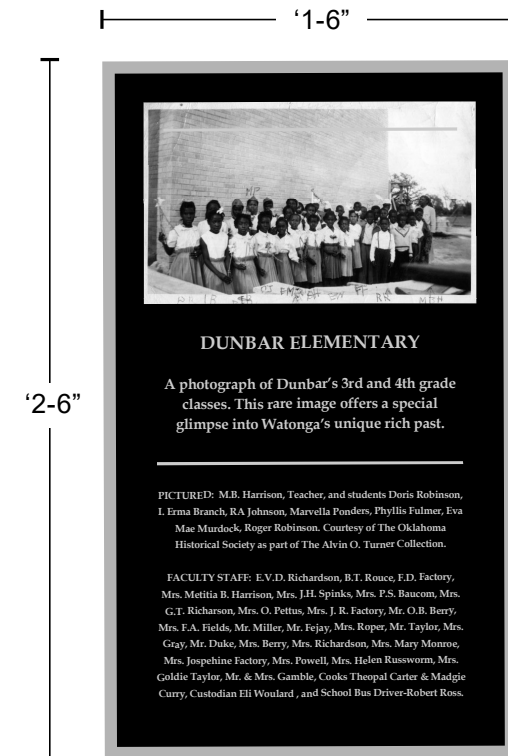 ‘1-6”
‘2-6”
MP
RN
DUNBAR ELEMENTARY
A photograph of Dunbar’s 3rd and 4th grade
classes. This rare image offers a special
glimpse into Watonga’s unique rich past.
PICTURED: M.B. Harrison, Teacher, and students Doris Robinson,
I. Erma Branch, RA Johnson, Marvella Ponders, Phyllis Fulmer, Eva
Mae Murdock, Roger Robinson. Courtesy of The Oklahoma
Historical Society as part of The Alvin O. Turner Collection.
FACULTY STAFF: E.V.D. Richardson, B.T. Rouce, F.D. Factory,
Mrs. Metitia B. Harrison, Mrs. J.H. Spinks, Mrs. P.S. Baucom, Mrs.
G.T. Richarson, Mrs. O. Pettus, Mrs. J. R. Factory, Mr. O.B. Berry,
Mrs. F.A. Fields, Mr. Miller, Mr. Fejay, Mrs. Roper, Mr. Taylor, Mrs.
Gray, Mr. Duke, Mrs. Berry, Mrs. Richardson, Mrs. Mary Monroe,
Mrs. Jospehine Factory, Mrs. Powell, Mrs. Helen Russworm, Mrs.
Goldie Taylor, Mr. & Mrs. Gamble, Cooks Theopal Carter & Madgie
Curry, Custodian Eli Woulard , and School Bus Driver-Robert Ross.